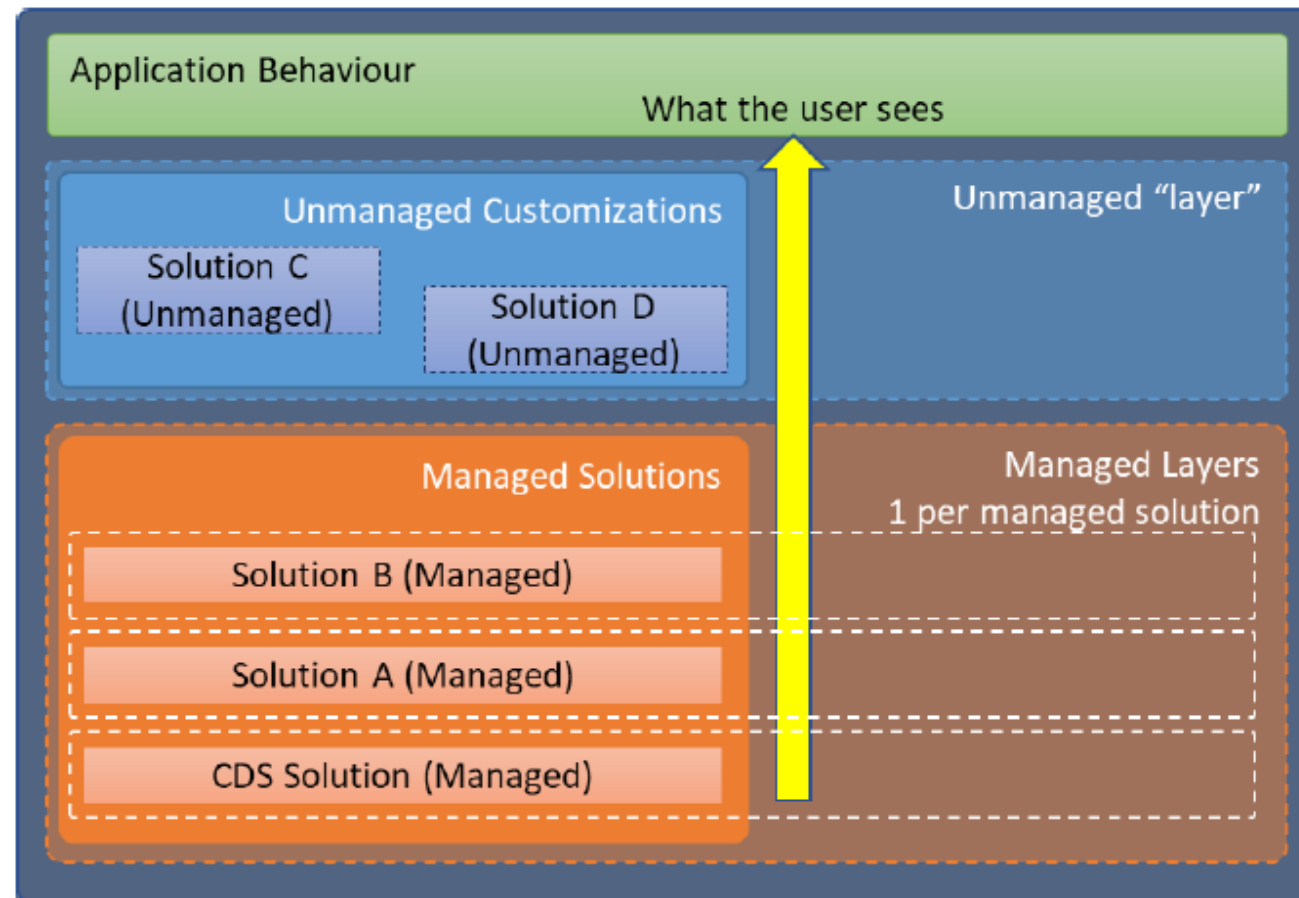 Application Behaviour
What the user sees
Unmanaged Customizations
Unmanaged “layer”
Solution C
(Unmanaged)
Solution D
(Unmanaged)
Managed Solutions
Managed Layers
1 per managed solution
Solution B (Managed)
Solution A (Managed)
CDS Solution (Managed)